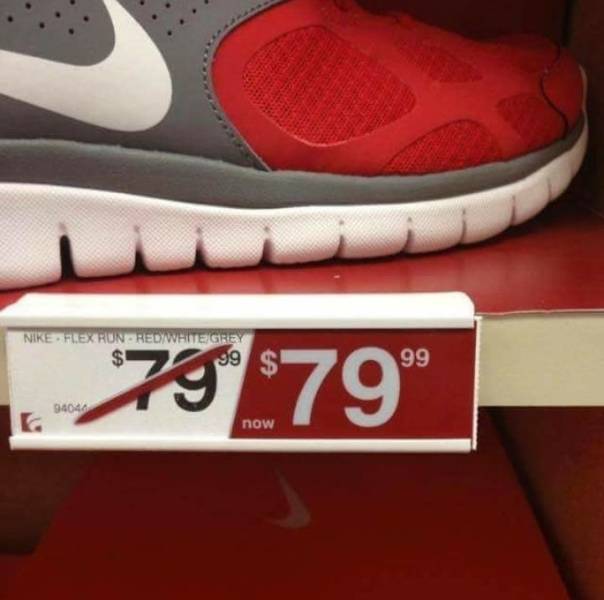 NIKE - FLEX RUN - RED/WHITE/GREY
$79 99
94044
now $79 99